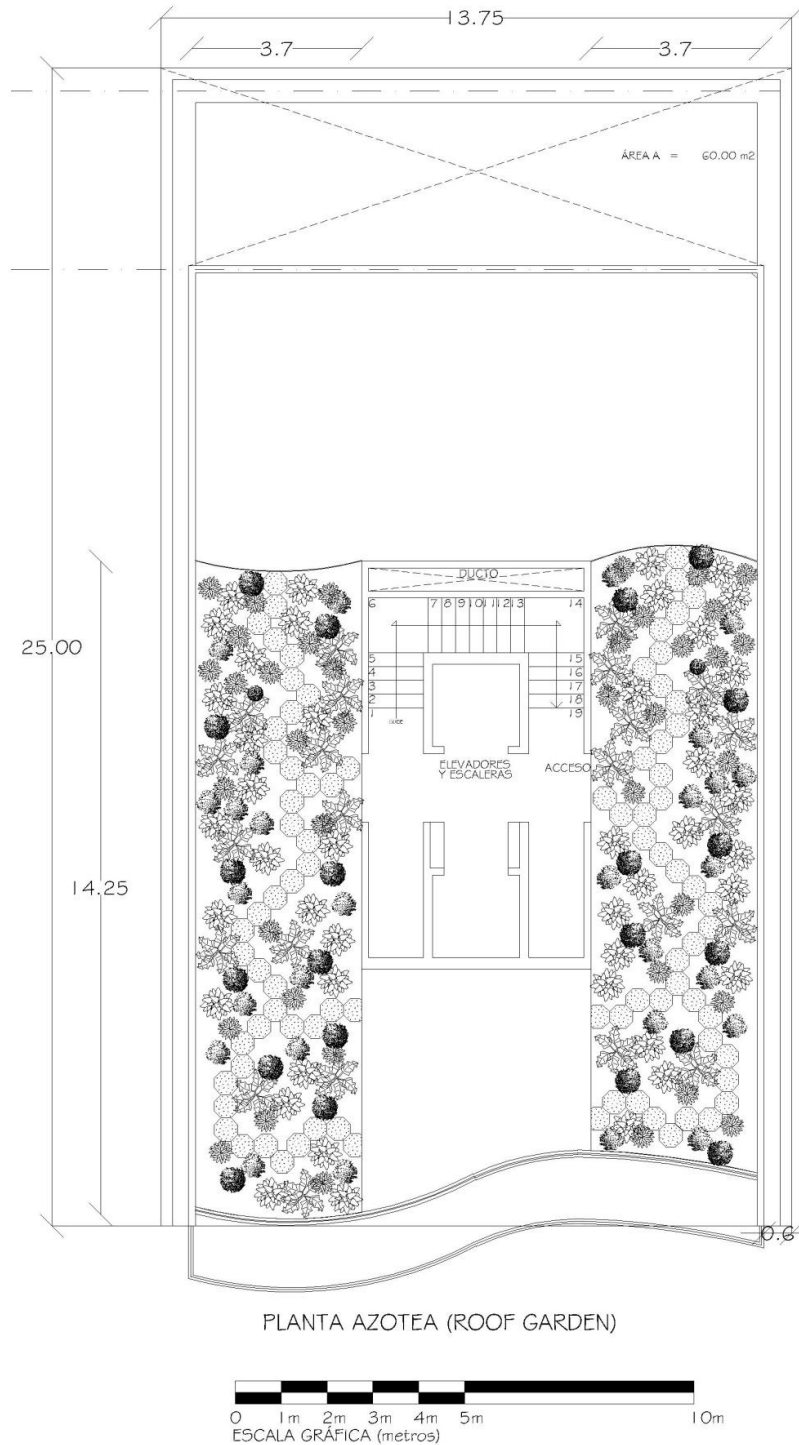 13.75
3.7 3.7
ÁREA A = 60.00 m2
DUCTO
6 7 8 9 10 11 12 13 14
25.00
5 15
4 16
3 17
2 18
1 SUBE 19
ELEVADORES
Y ESCALERAS
ACCESO
14.25
0.6
PLANTA AZOTEA (ROOF GARDEN)
0 1m 2m 3m 4m 5m 10m
ESCALA GRÁFICA (metros)